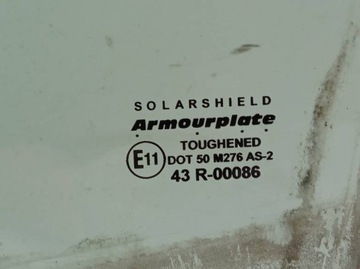 SOLARSHIELD
Armourplate
TOUGHENED
E11 DOT 50 M276 AS-2
43 R-00086